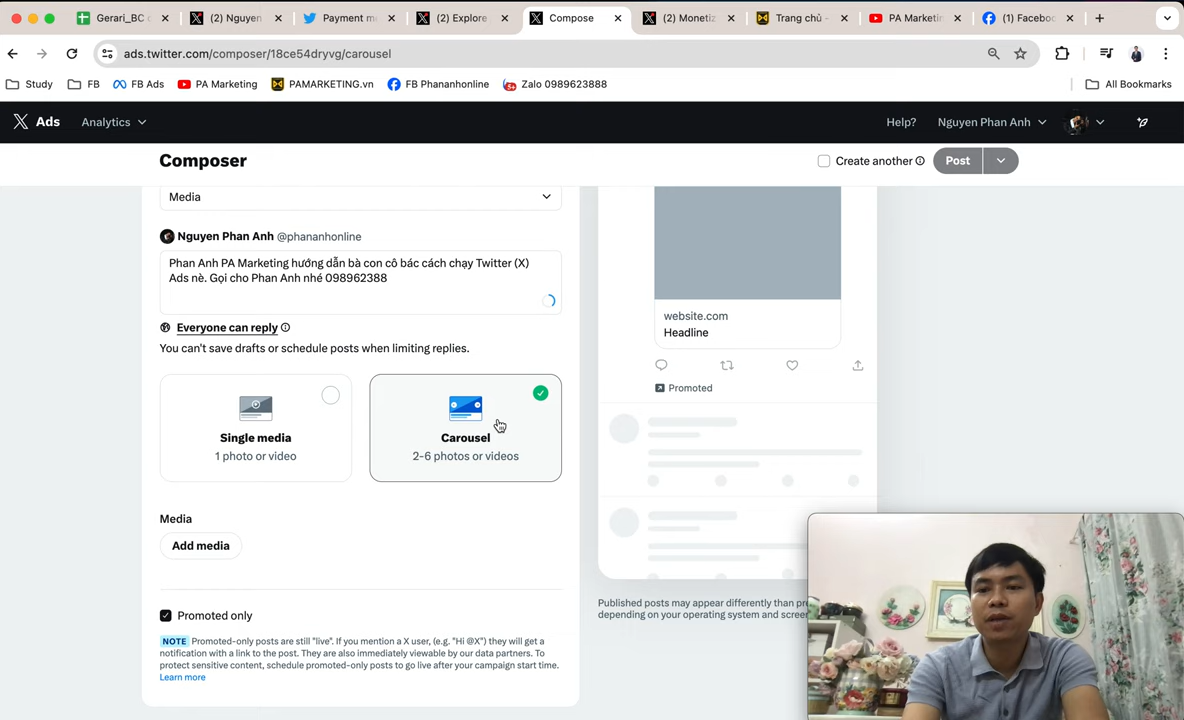 Gerari_BC
(2) Nguyen
Payment m
(2) Explore
Compose
(2) Monetiz
Trang chủ -
PA Marketin
(1) Faceboo
ads.twitter.com/composer/18ce54dryvg/carousel
Study
FB
FB Ads
PA Marketing
PAMARKETING.vn
FB Phananhonline
Zalo 0989623888
All Bookmarks
Ads
Analytics
Help?
Nguyen Phan Anh
Composer
Create another
Post
Media
Nguyen Phan Anh @phananhonline
Phan Anh PA Marketing hướng dẫn bà con cô bác cách chạy Twitter (X)
Ads nè. Gọi cho Phan Anh nhé 098962388
Everyone can reply
You can't save drafts or schedule posts when limiting replies.
Single media
1 photo or video
Carousel
2-6 photos or videos
Media
Add media
Promoted only
NOTE Promoted-only posts are still "live". If you mention a X user, (e.g. "Hi @X") they will get a
notification with a link to the post. They are also immediately viewable by our data partners. To
protect sensitive content, schedule promoted-only posts to go live after your campaign start time.
Learn more
website.com
Headline
Promoted
Published posts may appear differently than pre
depending on your operating system and screen